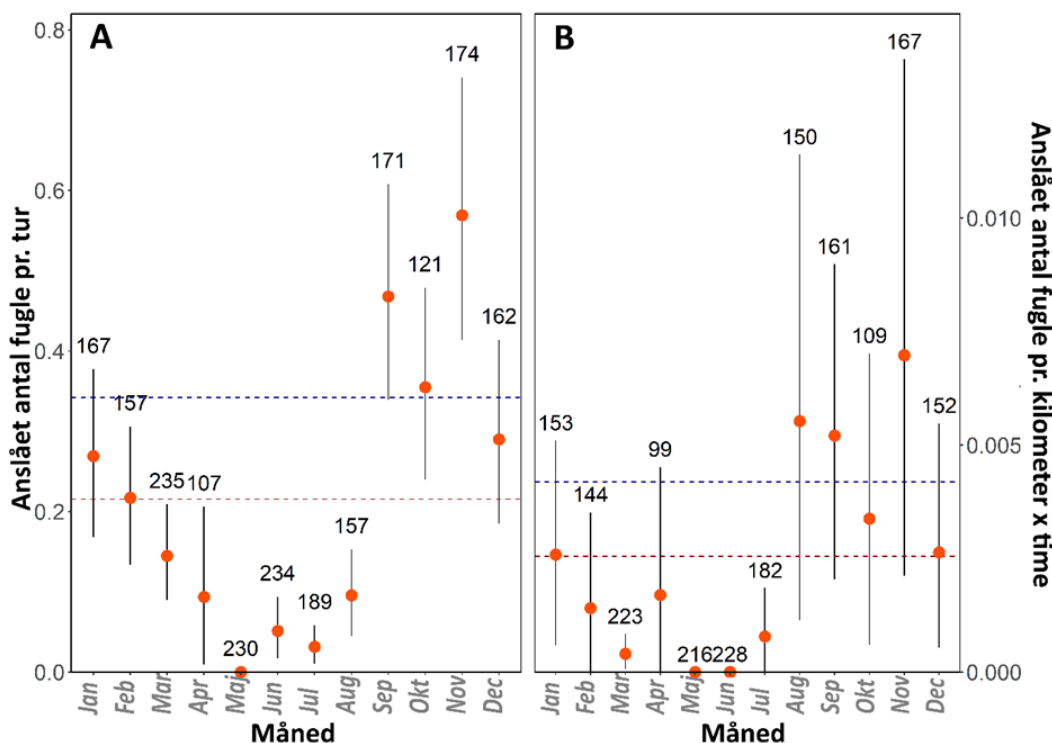 A
B
Anslået antal fugle pr. tur
0.8
0.6
0.4
0.2
0.0
167
157
235
107
230
234
189
157
171
121
174
162
Jan
Feb
Mar
Apr
Maj
Jun
Jul
Aug
Sep
Okt
Nov
Dec
Måned
153
144
223
99
216
228
182
150
161
109
167
152
Jan
Feb
Mar
Apr
Maj
Jun
Jul
Aug
Sep
Okt
Nov
Dec
Måned
0.010
0.005
0.000
Anslået antal fugle pr. kilometer x time